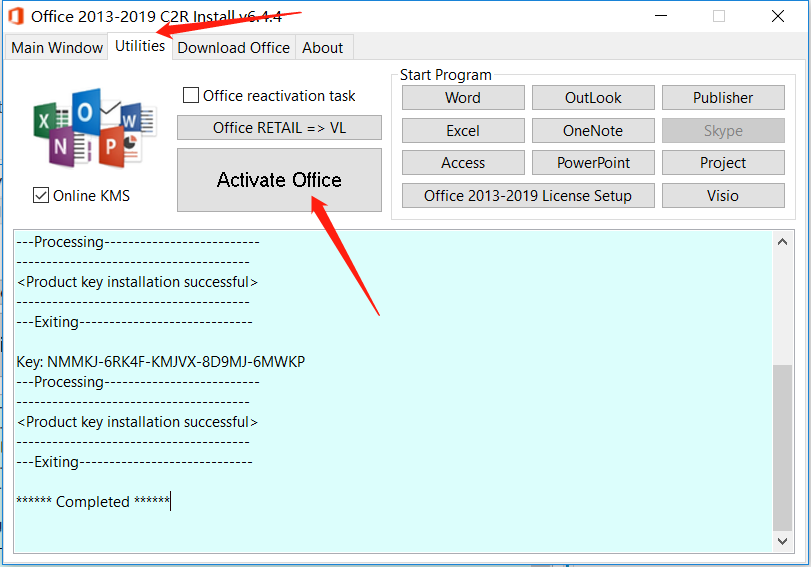 Office 2013-2019 C2R Install v6.4.4
Main Window Utilities Download Office About
Start Program
Office reactivation task
Word OutLook Publisher
Office RETAIL => VL
Excel OneNote Skype
Activate Office
Access PowerPoint Project
Online KMS
Office 2013-2019 License Setup Visio
---Processing--------------------------
---------------------------------------
<Product key installation successful>
---------------------------------------
---Exiting-----------------------------
Key: NMMKJ-6RK4F-KMJVX-8D9MJ-6MWKP
---Processing--------------------------
---------------------------------------
<Product key installation successful>
---------------------------------------
---Exiting-----------------------------
****** Completed ******